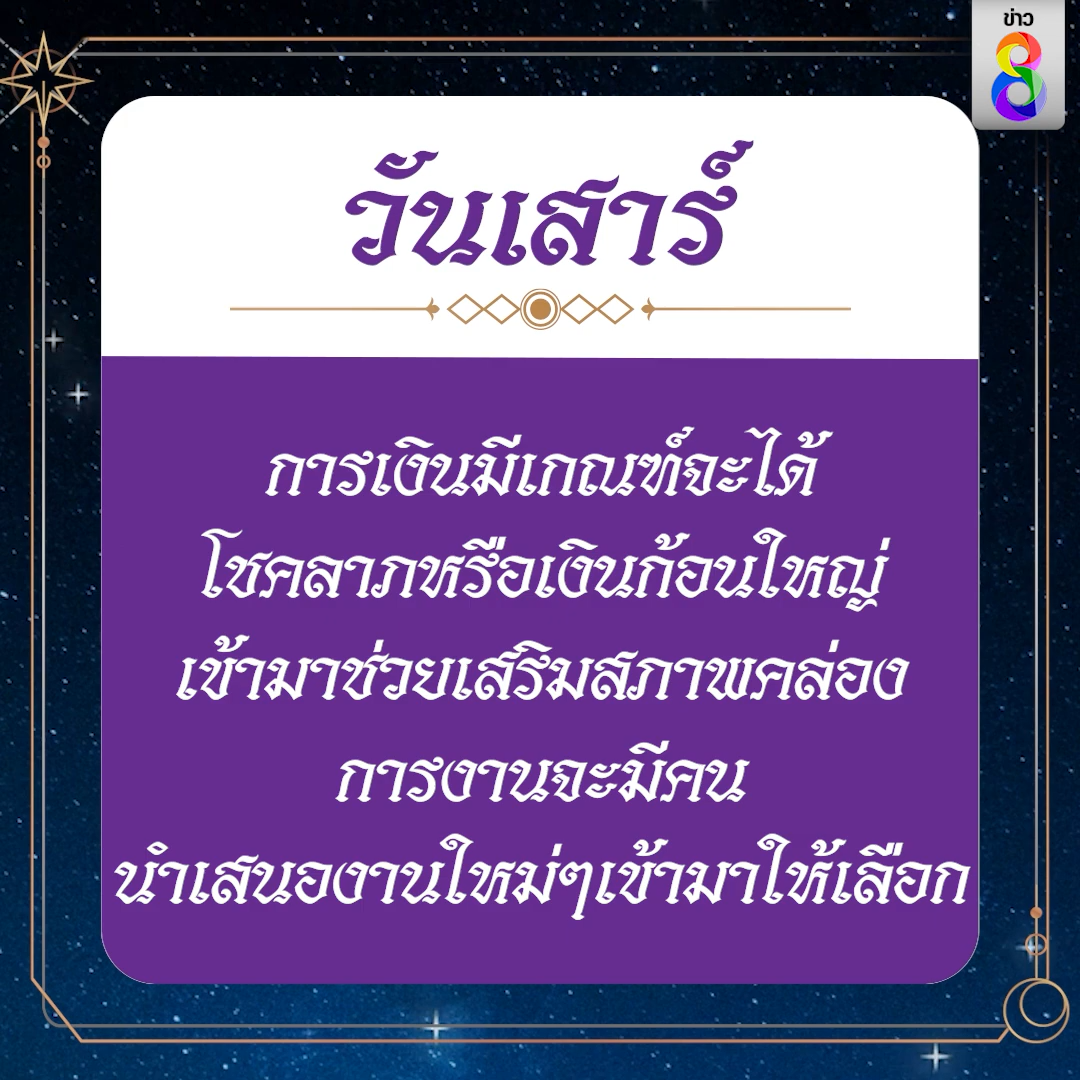 ข่าว
8
วันเสาร์
การเงินมีเกณฑ์จะได้
โชคลาภหรือเงินก้อนใหญ่
เข้ามาช่วยเสริมสภาพคล่อง
การงานจะมีคน
นำเสนองานใหม่ๆเข้ามาให้เลือก